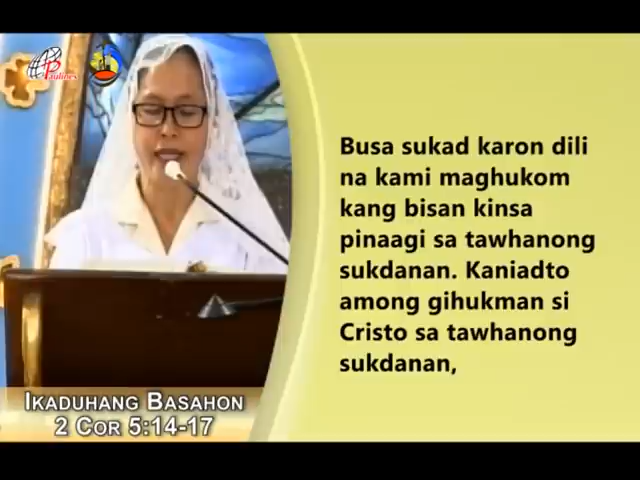 Paulines
Busa sukad karon dili
na kami maghukom
kang bisan kinsa
pinaagi sa tawhanong
sukdanan. Kaniadto
among gihukman si
Cristo sa tawhanong
sukdanan,
IKADUHANG BASAHON
2 COR 5:14-17